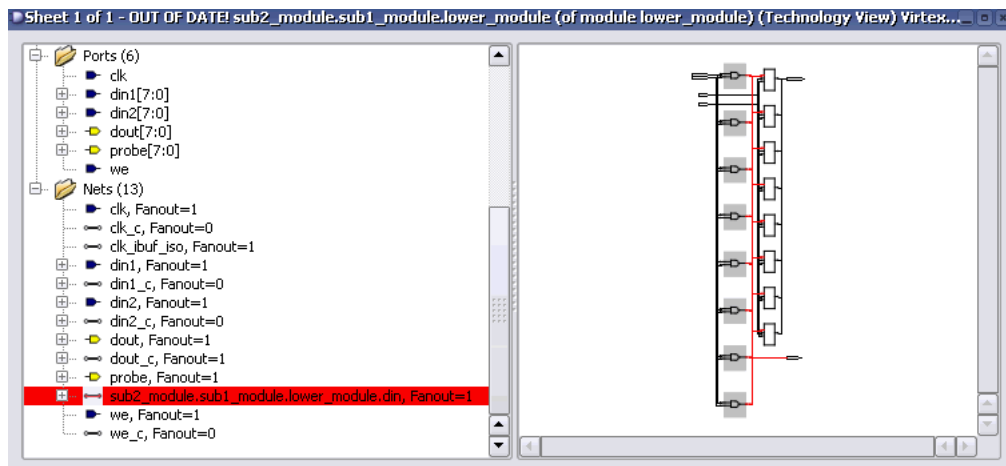 Sheet 1 of 1 - OUT OF DATE! sub2_module.sub1_module.lower_module (of module lower_module) (Technology View) Virtex...
Ports (6)
clk
din1[7:0]
din2[7:0]
dout[7:0]
probe[7:0]
we
Nets (13)
clk, Fanout=1
clk_c, Fanout=0
clk_ibuf_iso, Fanout=1
din1, Fanout=1
din1_c, Fanout=0
din2, Fanout=1
din2_c, Fanout=0
dout, Fanout=1
dout_c, Fanout=1
probe, Fanout=1
sub2_module.sub1_module.lower_module.din, Fanout=1
we, Fanout=1
we_c, Fanout=0